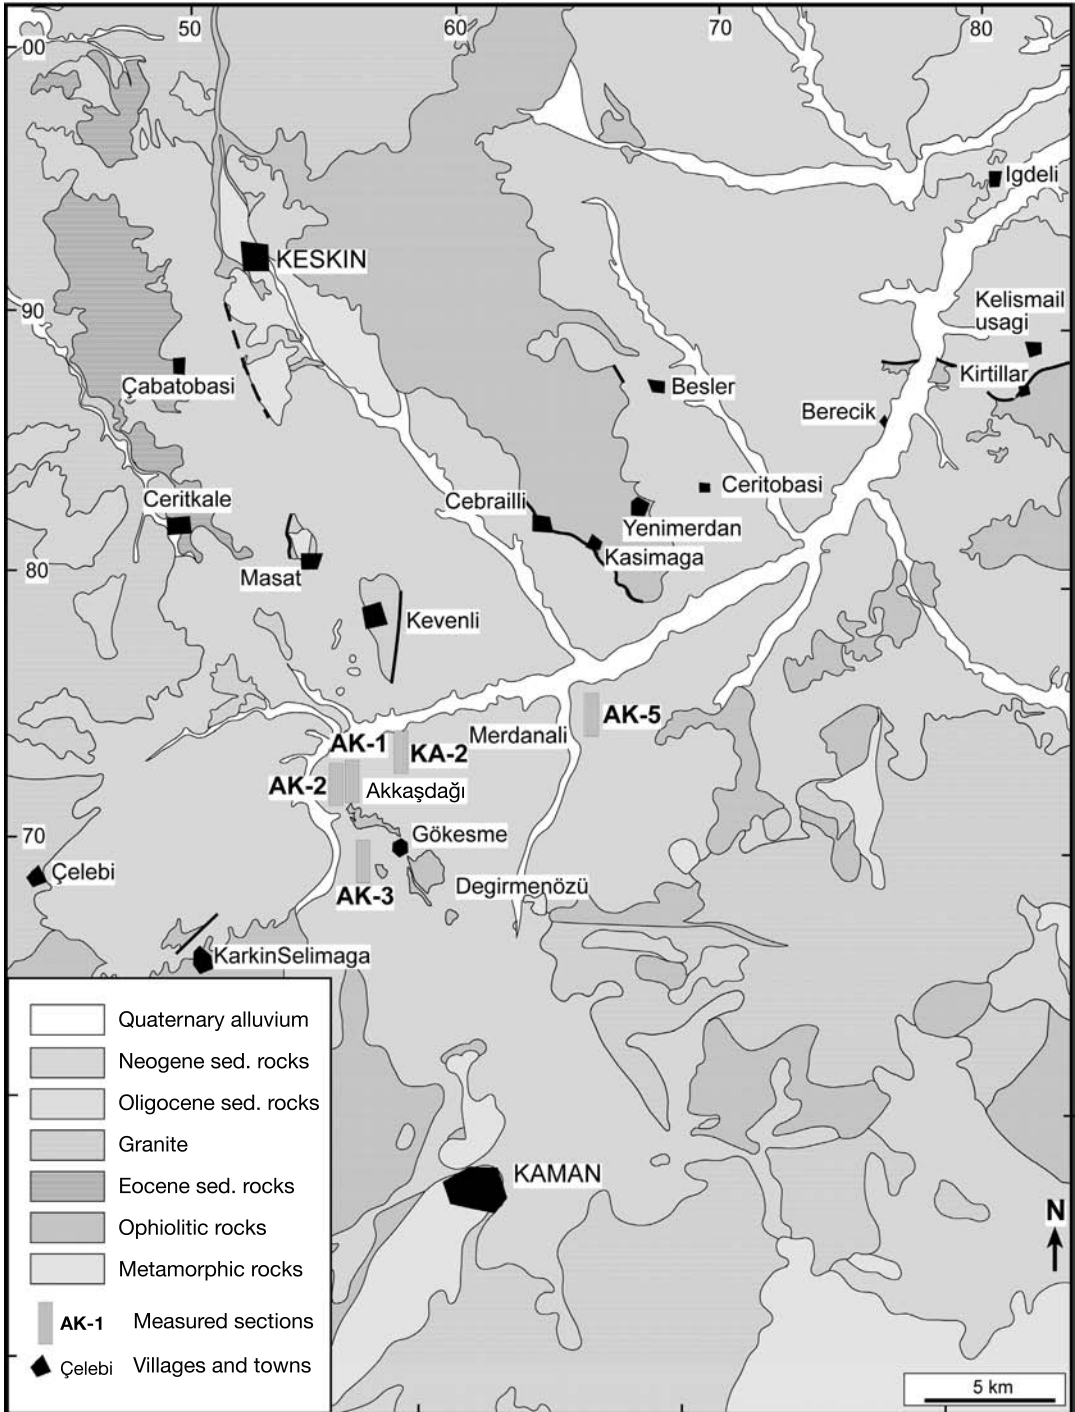 50
60
70
80
00
Igdeli
KESKIN
90
Kelismail
usagi
Çabatobasi
Besler
Kirtillar
Berecik
Ceritkale
Cebrailli
Ceritobasi
Yenimerdan
Kasimaga
80
Masat
Kevenli
AK-5
Merdanali
AK-1
KA-2
AK-2
Akkaşdağı
70
Gökesme
Çelebi
Degirmenözü
AK-3
KarkinSelimaga
Quaternary alluvium
Neogene sed. rocks
Oligocene sed. rocks
Granite
Eocene sed. rocks
Ophiolitic rocks
Metamorphic rocks
AK-1 Measured sections
Çelebi Villages and towns
KAMAN
N
5 km